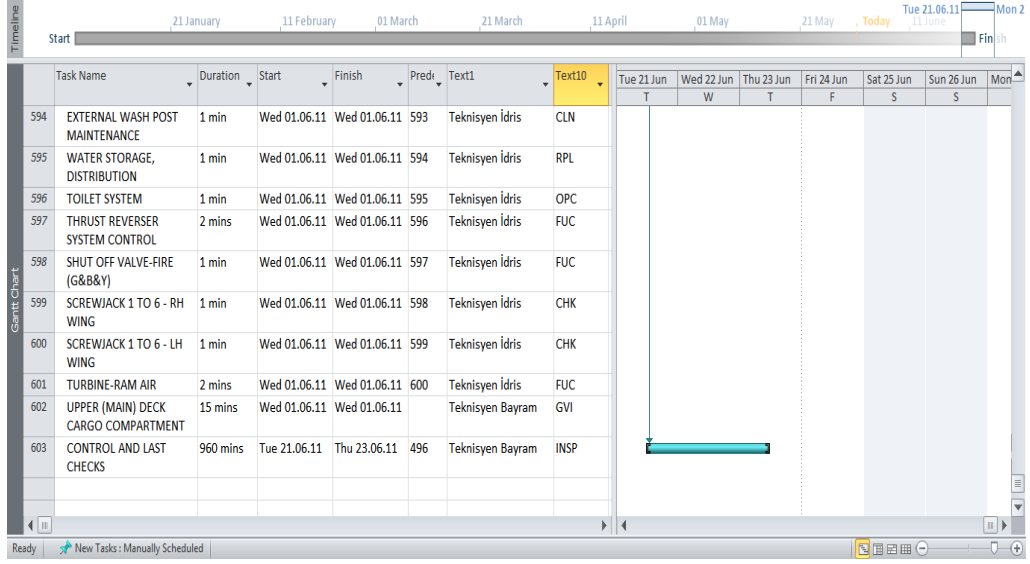 Timeline
Tue 21.06.11 Mon 2
21 January 11 February 01 March 21 March 11 April 01 May 21 May Today 11 June
Start Finish
Task Name Duration Start Finish Prede Text1 Text10 Tue 21 Jun Wed 22 Jun Thu 23 Jun Fri 24 Jun Sat 25 Jun Sun 26 Jun Mon
T W T F S S
594 EXTERNAL WASH POST 1 min Wed 01.06.11 Wed 01.06.11 593 Teknisyen İdris CLN
MAINTENANCE
595 WATER STORAGE, 1 min Wed 01.06.11 Wed 01.06.11 594 Teknisyen İdris RPL
DISTRIBUTION
596 TOILET SYSTEM 1 min Wed 01.06.11 Wed 01.06.11 595 Teknisyen İdris OPC
597 THRUST REVERSER 2 mins Wed 01.06.11 Wed 01.06.11 596 Teknisyen İdris FUC
SYSTEM CONTROL
598 SHUT OFF VALVE-FIRE 1 min Wed 01.06.11 Wed 01.06.11 597 Teknisyen İdris FUC
(G&B&Y)
599 SCREWJACK 1 TO 6 - RH 1 min Wed 01.06.11 Wed 01.06.11 598 Teknisyen İdris CHK
WING
600 SCREWJACK 1 TO 6 - LH 1 min Wed 01.06.11 Wed 01.06.11 599 Teknisyen İdris CHK
WING
601 TURBINE-RAM AIR 2 mins Wed 01.06.11 Wed 01.06.11 600 Teknisyen İdris FUC
602 UPPER (MAIN) DECK 15 mins Wed 01.06.11 Wed 01.06.11 Teknisyen Bayram GVI
CARGO COMPARTMENT
603 CONTROL AND LAST 960 mins Tue 21.06.11 Thu 23.06.11 496 Teknisyen Bayram INSP
CHECKS
Gantt Chart
Ready New Tasks : Manually Scheduled